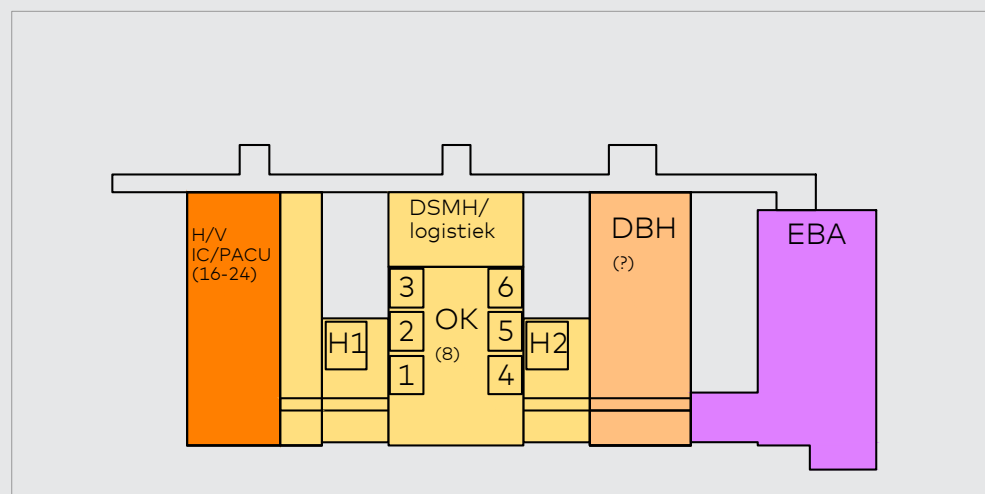 H/V
IC/PACU
(16-24)
DSMH/
logistiek
DBH
(?)
EBA
3
6
OK
2
5
(8)
H1
H2
1
4